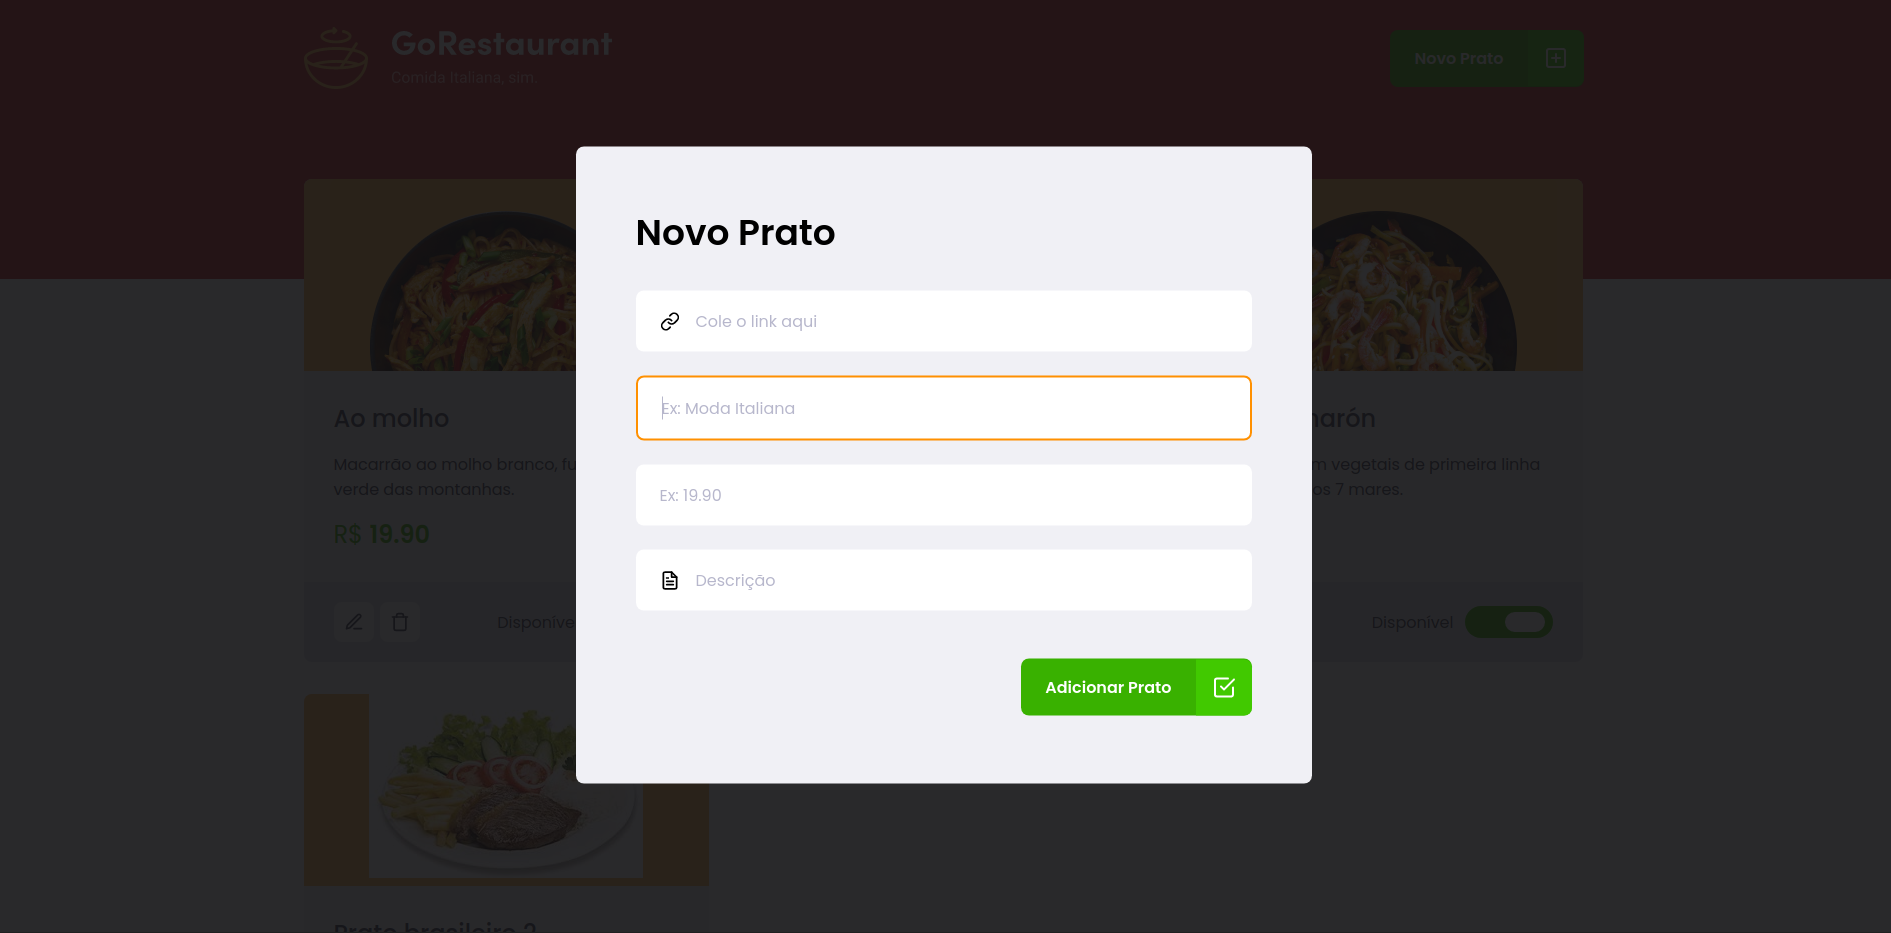 GoRestaurant
Comida Italiana, sim
Novo Prato
Novo Prato
Cole o link aqui
Ex: Moda Italiana
Ex: 19.90
Descrição
Adicionar Prato
Ao molho
Macarrão ao molho branco, fu
verde das montanhas.
R$ 19.90
Disponíve
arón
m vegetais de primeira linha
os 7 mares.
Disponível
Prato brasileiro 2